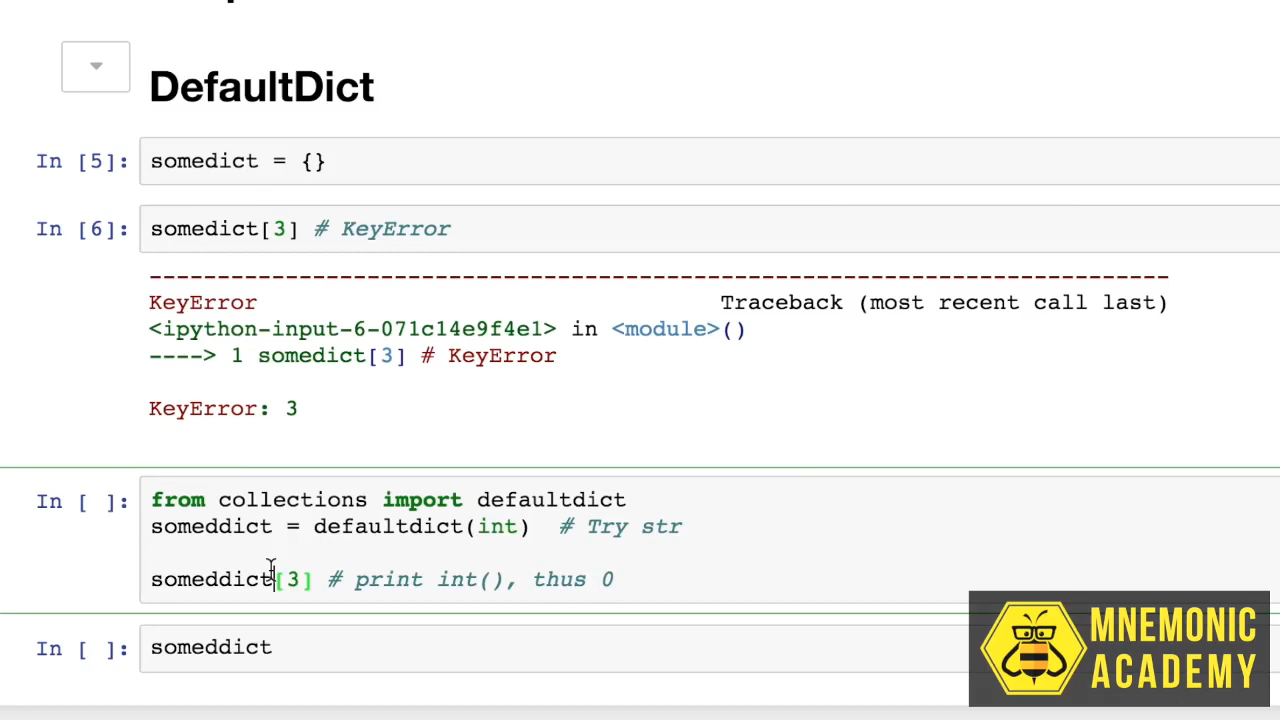 DefaultDict
In [5]: somedict = {}
In [6]: somedict[3] # KeyError
---------------------------------------------------------------------------
KeyError                                  Traceback (most recent call last)
<ipython-input-6-071c14e9f4e1> in <module>()
----> 1 somedict[3] # KeyError
KeyError: 3
In [ ]: from collections import defaultdict
someddict = defaultdict(int)  # Try str
someddict[3] # print int(), thus 0
In [ ]: someddict
MNEMONIC
ACADEMY